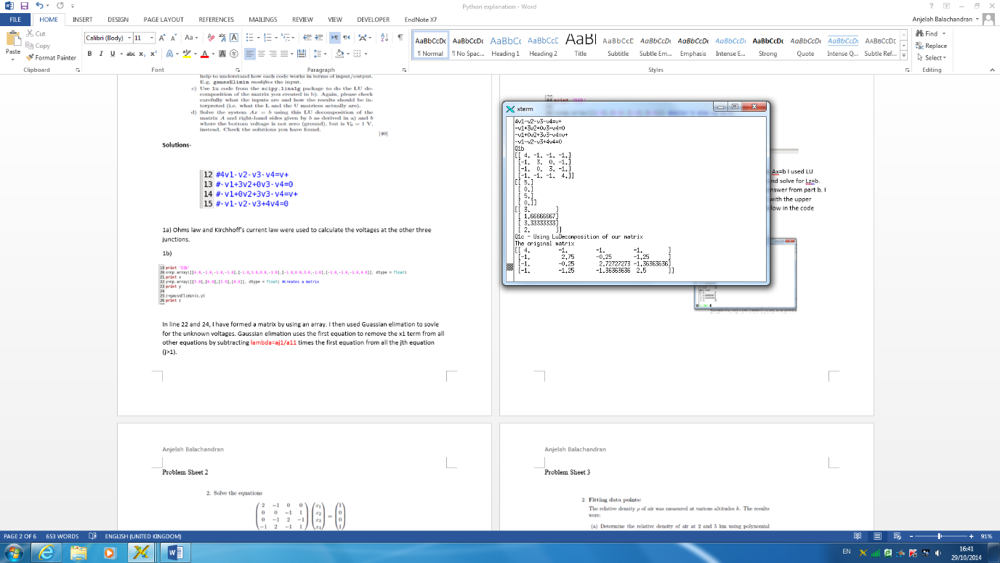 Python explanation - Word
FILE HOME INSERT DESIGN PAGE LAYOUT REFERENCES MAILINGS REVIEW VIEW DEVELOPER EndNote X7
Anjelah Balachandran
Paste
Cut
Copy
Format Painter
Clipboard
Calibri (Body) 11
Font
Paragraph
AaBbCcDc AaBbCcDc AaBbCc AaBbCcE AaBl AaBbCcE AaBbCcDc AaBbCcDc AaBbCcDc AaBbCcDc AaBbCcDc AaBbCcDc AABBCCDE
¶ Normal ¶ No Spac... Heading 1 Heading 2 Title Subtitle Subtle Em... Emphasis Intense E... Strong Quote Intense Q... Subtle Ref...
Styles
Find
Replace
Select
Editing
help to understand how each code works in terms of input/output.
E.g. gaussElimin modifies the input.
c) Use lu code from the scipy.linalg package to do the LU de-
composition of the matrix you created in b). Again, please check
carefully what the inputs are and how the results should be in-
terpreted (i.e. what the L and the U matrices actually are).
d) Solve the system Ax = b using this LU decomposition of the
matrix A and right-hand sides given by b as derived in a) and b
where the bottom voltage is not zero (ground), but is V0 = 1 V,
instead. Check the solutions you have found.
[40]
Solutions-
12 #4v1-v2-v3-v4=v+
13 #-v1+3v2+0v3-v4=0
14 #-v1+0v2+3v3-v4=v+
15 #-v1-v2-v3+4v4=0
1a) Ohms law and Kirchhoff's current law were used to calculate the voltages at the other three
junctions.
1b)
19 print 'Q1b'
20 x=np.array([[4.0,-1.0,-1.0,-1.0],[-1.0,3.0,0.0,-1.0],[-1.0,0.0,3.0,-1.0],[-1.0,-1.0,-1.0,4.0]], dtype = float)
21 print x
22 y=np.array([[5.0],[0.0],[5.0],[0.0]], dtype = float) #creates a matrix
23 print y
24
25 z=gaussElimin(x,y)
26 print z
In line 22 and 24, I have formed a matrix by using an array. I then used Guassian elimation to sovle
for the unknown voltages. Gaussian elimation uses the first equation to remove the x1 term from all
other equations by subtracting lambda=aj1/a11 times the first equation from all the jth equation
(j>1).
xterm
4v1-v2-v3-v4=v+
-v1+3v2+0v3-v4=0
-v1+0v2+3v3-v4=v+
-v1-v2-v3+4v4=0
Q1b
[[ 4. -1. -1. -1.]
[-1. 3. 0. -1.]
[-1. 0. 3. -1.]
[-1. -1. -1. 4.]]
[[ 5.]
[ 0.]
[ 5.]
[ 0.]]
[[ 3. ]
[ 1.66666667]
[ 3.33333333]
[ 2. ]]
Q1c - Using LuDecomposition of our matrix
The original matrix
[[ 4. -1. -1. -1. ]
[-1. 2.75 -0.25 -1.25 ]
[-1. -0.25 2.72727273 -1.36363636]
[-1. -1.25 -1.36363636 2.5 ]]
Ax=b I used LU
nd solve for Lz=b.
nswer from part b. I
with the upper
low in the code
Anjelah Balachandran
Problem Sheet 2
2. Solve the equations
2 -1 0 0 x1 1
0 0 -1 1 x2 = 0
0 -1 2 -1 x3 0
-1 2 -1 1 x4 1
Anjelah Balachandran
Problem Sheet 3
2. Fitting data points:
The relative density ρ of air was measured at various altitudes h. The results
were:
(a) Determine the relative density of air at 2 and 5 km using polynomial
PAGE 2 OF 6 653 WORDS ENGLISH (UNITED KINGDOM) 91%
EN
16:41
29/10/2014